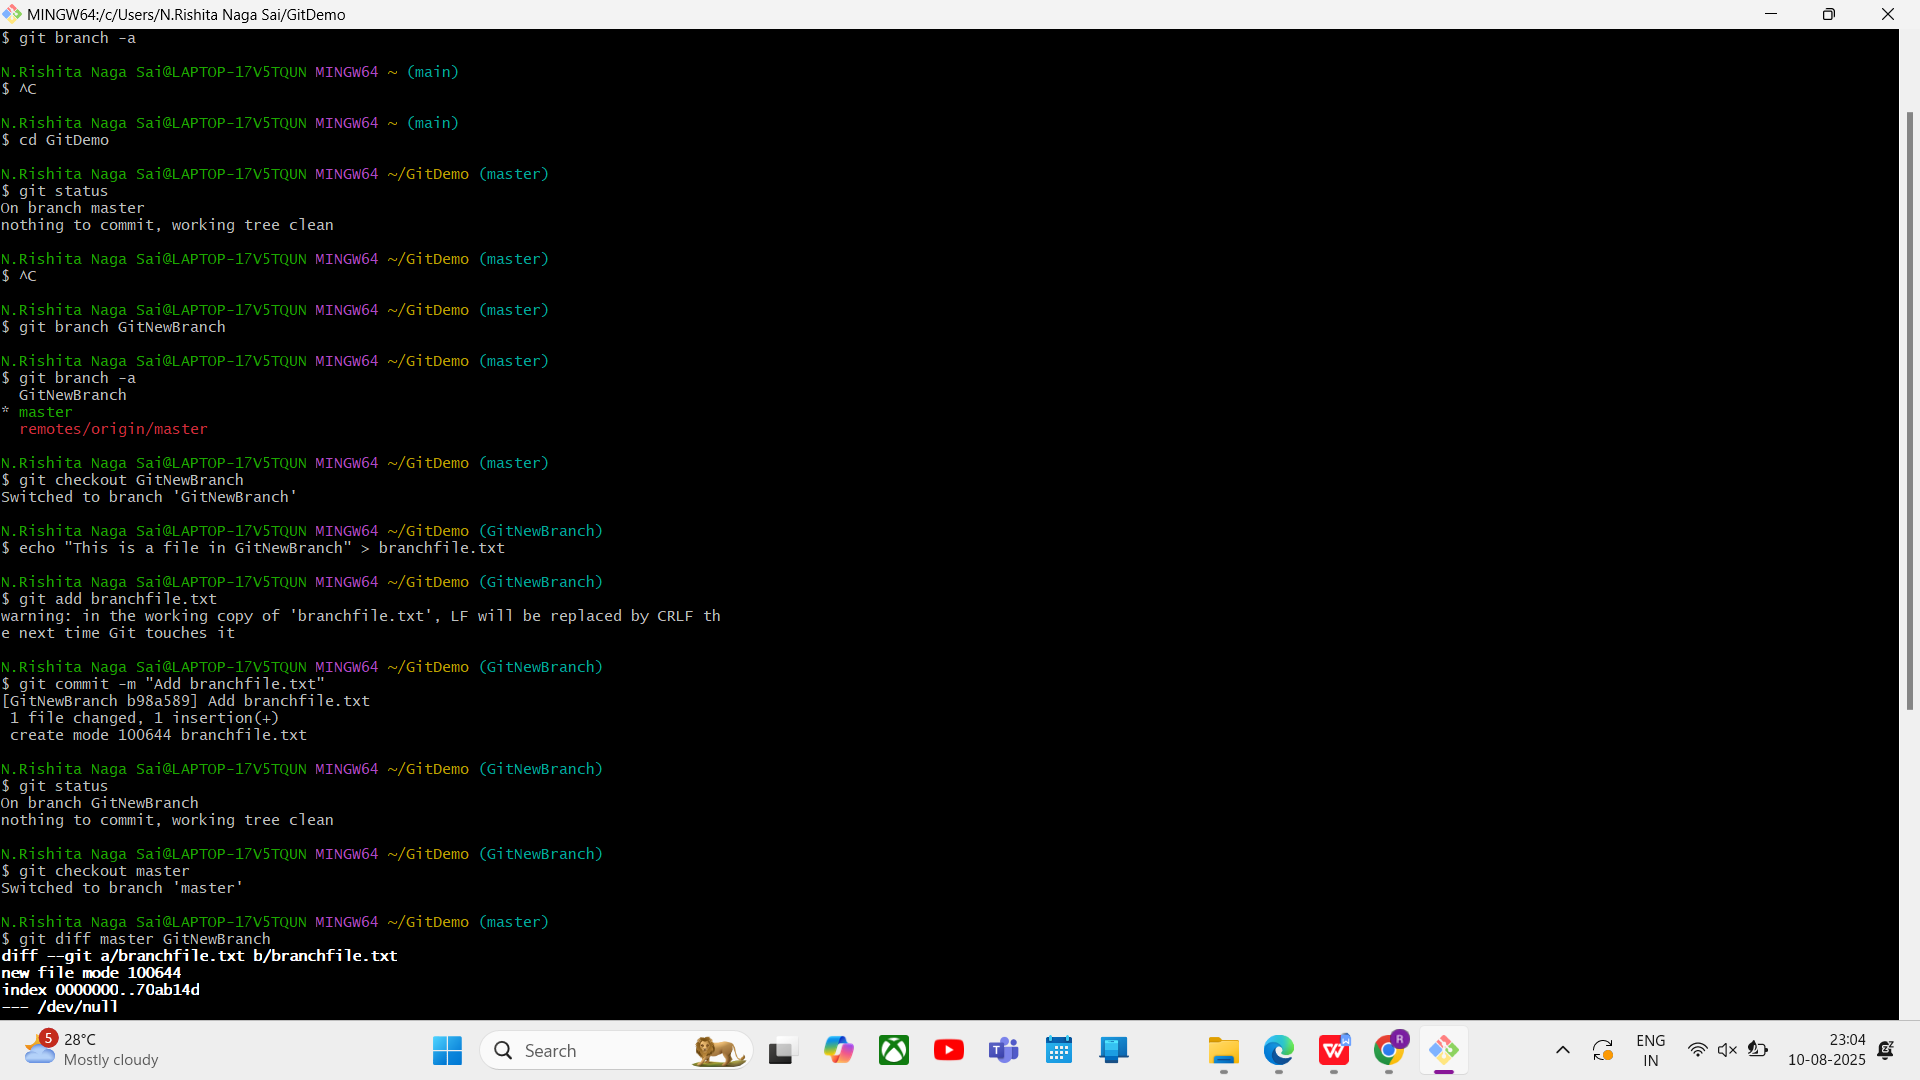 MINGW64:/c/Users/N.Rishita Naga Sai/GitDemo
$ git branch -a
N.Rishita Naga Sai@LAPTOP-17V5TQUN MINGW64 ~ (main)
$ ^C
N.Rishita Naga Sai@LAPTOP-17V5TQUN MINGW64 ~ (main)
$ cd GitDemo
N.Rishita Naga Sai@LAPTOP-17V5TQUN MINGW64 ~/GitDemo (master)
$ git status
On branch master
nothing to commit, working tree clean
N.Rishita Naga Sai@LAPTOP-17V5TQUN MINGW64 ~/GitDemo (master)
$ ^C
N.Rishita Naga Sai@LAPTOP-17V5TQUN MINGW64 ~/GitDemo (master)
$ git branch GitNewBranch
N.Rishita Naga Sai@LAPTOP-17V5TQUN MINGW64 ~/GitDemo (master)
$ git branch -a
GitNewBranch
* master
remotes/origin/master
N.Rishita Naga Sai@LAPTOP-17V5TQUN MINGW64 ~/GitDemo (master)
$ git checkout GitNewBranch
Switched to branch 'GitNewBranch'
N.Rishita Naga Sai@LAPTOP-17V5TQUN MINGW64 ~/GitDemo (GitNewBranch)
$ echo "This is a file in GitNewBranch" > branchfile.txt
N.Rishita Naga Sai@LAPTOP-17V5TQUN MINGW64 ~/GitDemo (GitNewBranch)
$ git add branchfile.txt
warning: in the working copy of 'branchfile.txt', LF will be replaced by CRLF th
e next time Git touches it
N.Rishita Naga Sai@LAPTOP-17V5TQUN MINGW64 ~/GitDemo (GitNewBranch)
$ git commit -m "Add branchfile.txt"
[GitNewBranch b98a589] Add branchfile.txt
1 file changed, 1 insertion(+)
create mode 100644 branchfile.txt
N.Rishita Naga Sai@LAPTOP-17V5TQUN MINGW64 ~/GitDemo (GitNewBranch)
$ git status
On branch GitNewBranch
nothing to commit, working tree clean
N.Rishita Naga Sai@LAPTOP-17V5TQUN MINGW64 ~/GitDemo (GitNewBranch)
$ git checkout master
Switched to branch 'master'
N.Rishita Naga Sai@LAPTOP-17V5TQUN MINGW64 ~/GitDemo (master)
$ git diff master GitNewBranch
diff --git a/branchfile.txt b/branchfile.txt
new file mode 100644
index 0000000..70ab14d
--- /dev/null
5
28°C
Mostly cloudy
Search
R
ENG
IN
23:04
10-08-2025